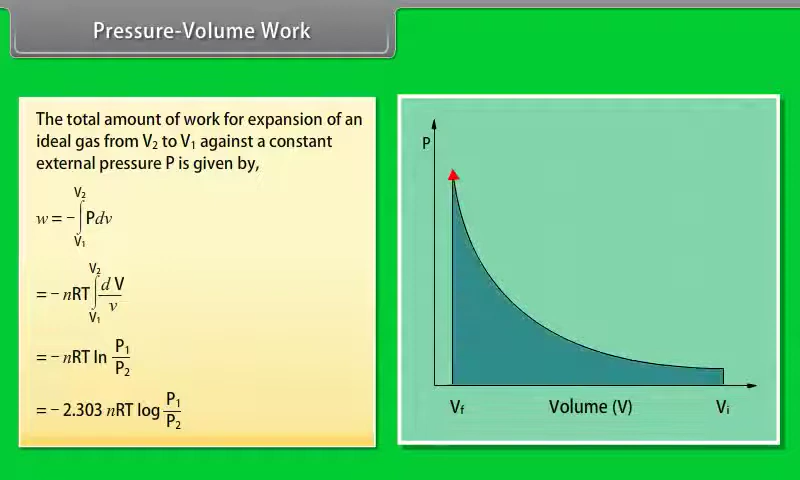 Pressure-Volume Work
The total amount of work for expansion of an
ideal gas from V₂ to V₁ against a constant
external pressure P is given by,
w = − ∫_{V₁}^{V₂} Pdv
= − nRT ∫_{V₁}^{V₂} dV/v
= − nRT ln P₁/P₂
= − 2.303 nRT log P₁/P₂
P
V_f Volume (V) V_i